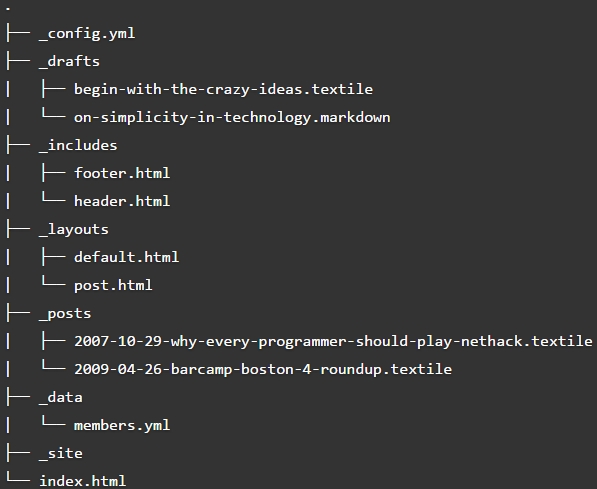 .
├── _config.yml
├── _drafts
|   ├── begin-with-the-crazy-ideas.textile
|   └── on-simplicity-in-technology.markdown
├── _includes
|   ├── footer.html
|   └── header.html
├── _layouts
|   ├── default.html
|   └── post.html
├── _posts
|   ├── 2007-10-29-why-every-programmer-should-play-nethack.textile
|   └── 2009-04-26-barcamp-boston-4-roundup.textile
├── _data
|   └── members.yml
├── _site
└── index.html